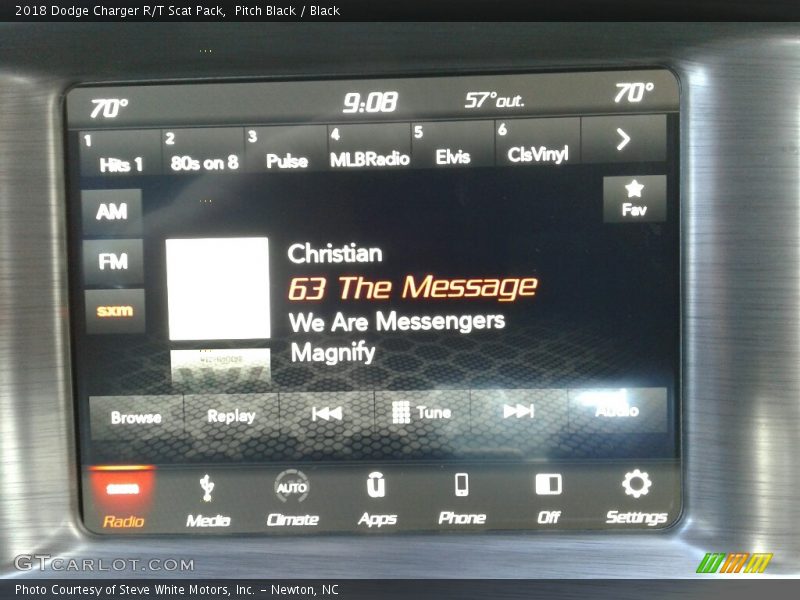 2018 Dodge Charger R/T Scat Pack,  Pitch Black / Black
70° 9:08 57°out. 70°
1 Hits 1 2 80s on 8 3 Pulse 4 MLBRadio 5 Elvis 6 ClsVinyl
AM
Fav
FM
sxm
Christian
63 The Message
We Are Messengers
Magnify
Browse Replay Tune Audio
sxm AUTO
Radio Media Climate Apps Phone Off Settings
GTCARLOT.COM
Photo Courtesy of Steve White Motors, Inc. - Newton, NC